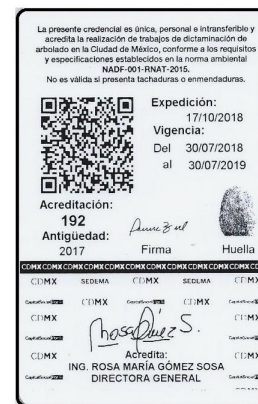 La presente credencial es única, personal e intransferible y
acredita la realización de trabajos de dictaminación de
arbolado en la Ciudad de México, conforme a los requisitos
y especificaciones establecidos en la norma ambiental
NADF-001-RNAT-2015.
No es válida si presenta tachaduras o enmendaduras.
Expedición:
17/10/2018
Vigencia:
Del 30/07/2018
al 30/07/2019
Acreditación:
192
Antigüedad:
2017
Firma
Huella
CDMX CDMX CDMX CDMX CDMX CDMX CDMX CDMX
CDMX SEDEMA CDMX SEDEMA CDMX
CDMX CDMX
CDMX CDMX
Acredita:
CDMX CDMX
ING. ROSA MARÍA GÓMEZ SOSA
DIRECTORA GENERAL